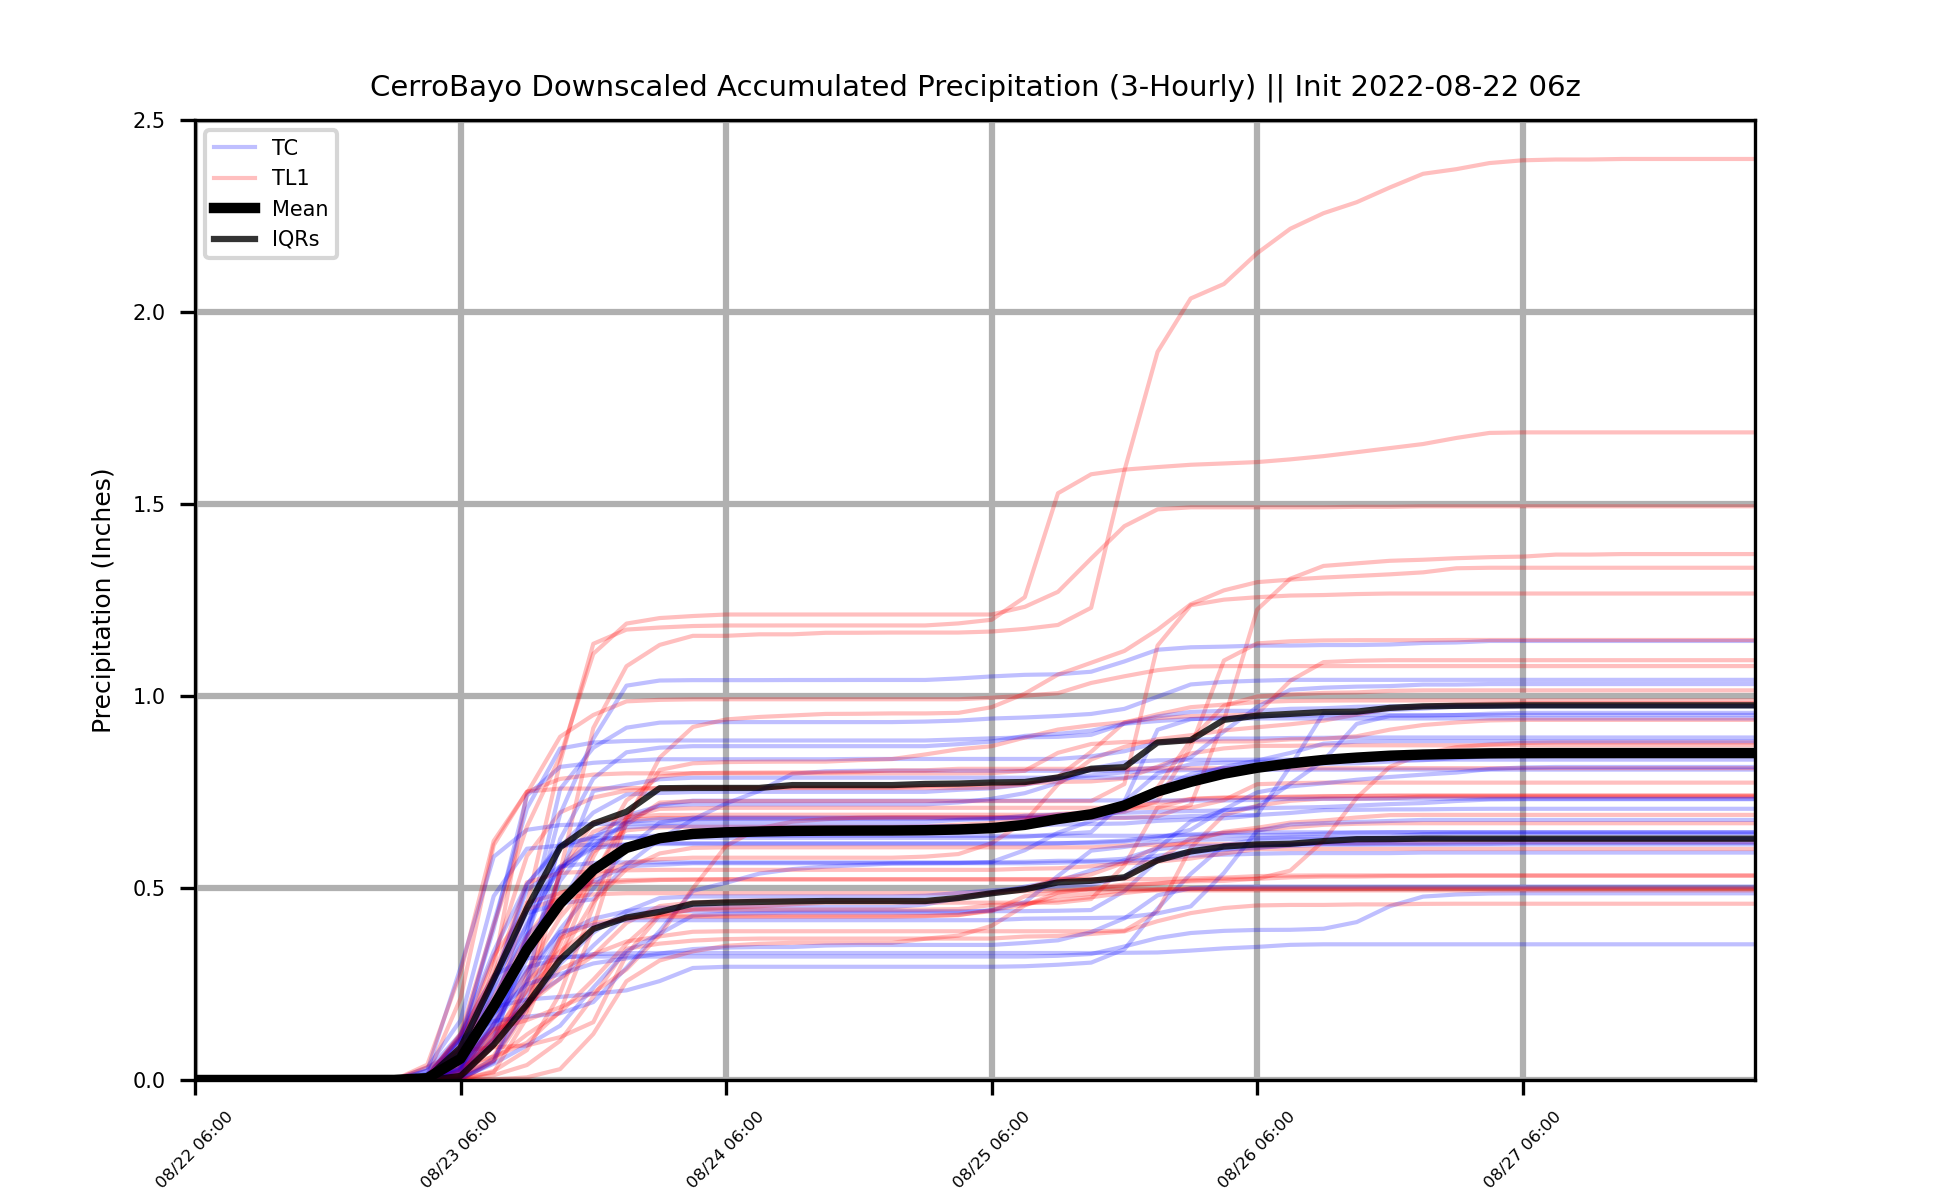 CerroBayo Downscaled Accumulated Precipitation (3-Hourly) || Init 2022-08-22 06z
Precipitation (Inches)
2.5
2.0
1.5
1.0
0.5
0.0
TC
TL1
Mean
IQRs
08/22 06:00
08/23 06:00
08/24 06:00
08/25 06:00
08/26 06:00
08/27 06:00